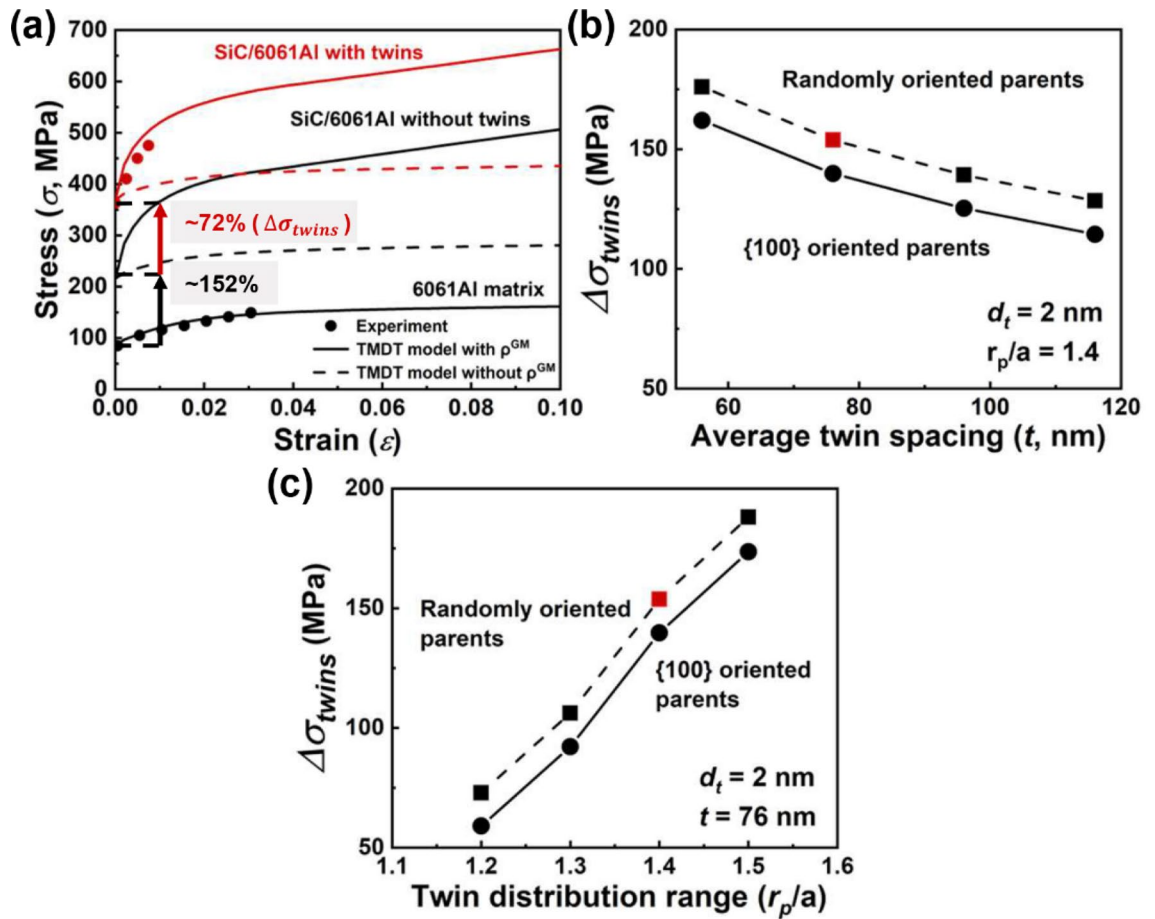 (a)
700
600
500
400
300
200
100
0
Stress (σ, MPa)
SiC/6061Al with twins
SiC/6061Al without twins
~72% (Δσtwins)
~152%
6061Al matrix
Experiment
TMDT model with ρGM
TMDT model without ρGM
0.00 0.02 0.04 0.06 0.08 0.10
Strain (ε)
(b)
200
150
100
50
Δσtwins (MPa)
Randomly oriented parents
{100} oriented parents
dt = 2 nm
rp/a = 1.4
60 80 100 120
Average twin spacing (t, nm)
(c)
200
150
100
50
Δσtwins (MPa)
Randomly oriented
parents
{100} oriented
parents
dt = 2 nm
t = 76 nm
1.1 1.2 1.3 1.4 1.5 1.6
Twin distribution range (rp/a)